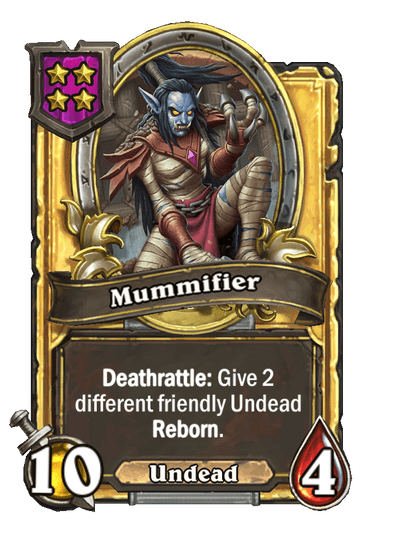 Mummifier
Deathrattle: Give 2
different friendly Undead
Reborn.
10
Undead
4